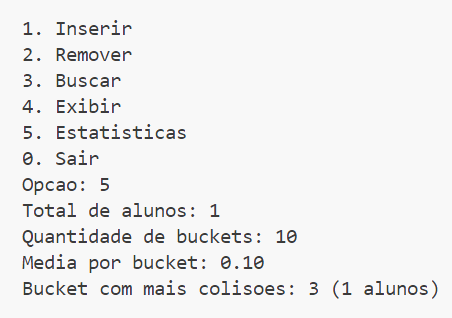 1. Inserir
2. Remover
3. Buscar
4. Exibir
5. Estatisticas
0. Sair
Opcao: 5
Total de alunos: 1
Quantidade de buckets: 10
Media por bucket: 0.10
Bucket com mais colisoes: 3 (1 alunos)